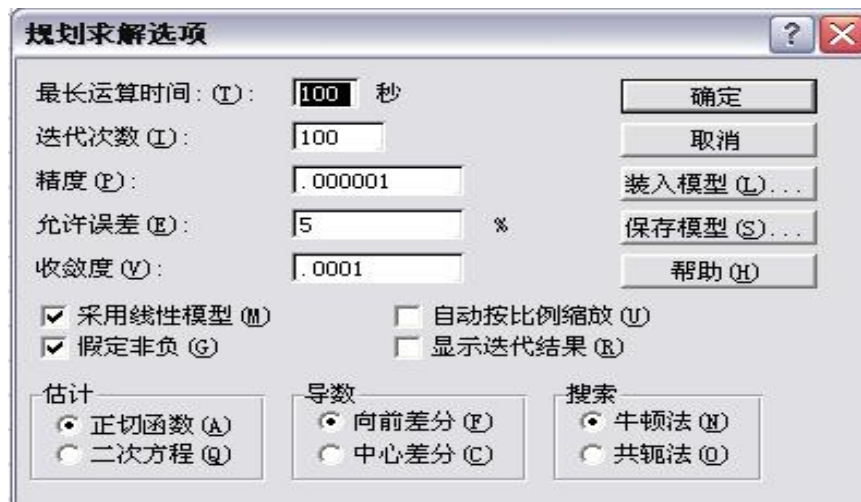 规划求解选项
最长运算时间:(T): 100 秒 确定
迭代次数(I): 100 取消
精度(P): .000001 装入模型(L)...
允许误差(E): 5 % 保存模型(S)...
收敛度(V): .0001 帮助(H)
采用线性模型(M) 自动按比例缩放(U)
假定非负(G) 显示迭代结果(R)
估计 导数 搜索
正切函数(A) 向前差分(F) 牛顿法(N)
二次方程(Q) 中心差分(C) 共轭法(O)